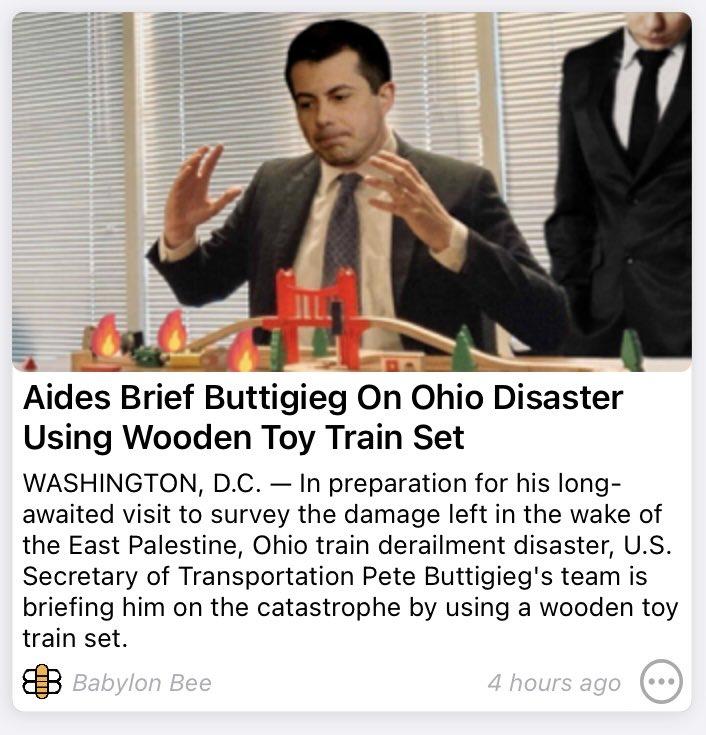 Aides Brief Buttigieg On Ohio Disaster
Using Wooden Toy Train Set
WASHINGTON, D.C. — In preparation for his long-
awaited visit to survey the damage left in the wake of
the East Palestine, Ohio train derailment disaster, U.S.
Secretary of Transportation Pete Buttigieg's team is
briefing him on the catastrophe by using a wooden toy
train set.
Babylon Bee 4 hours ago